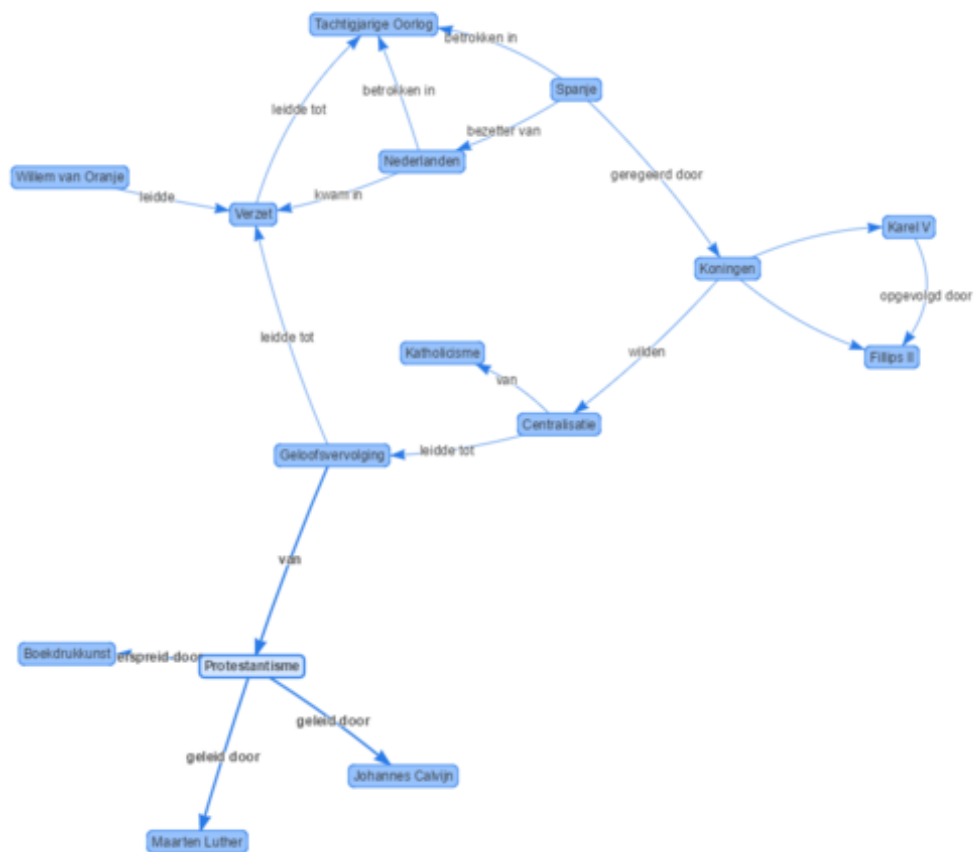 Tachtigjarige Oorlog
betrokken in
Spanje
betrokken in
leidde tot
bezetter van
Nederlanden
Willem van Oranje
geregeerd door
leidde
kwam in
Verzet
Karel V
Koningen
opgevolgd door
leidde tot
Katholicisme
wilden
Fillips II
van
Centralisatie
Geloofsvervolging
leidde tot
van
Boekdrukkunst
erspreid door
Protestantisme
geleid door
geleid door
Johannes Calvijn
Maarten Luther